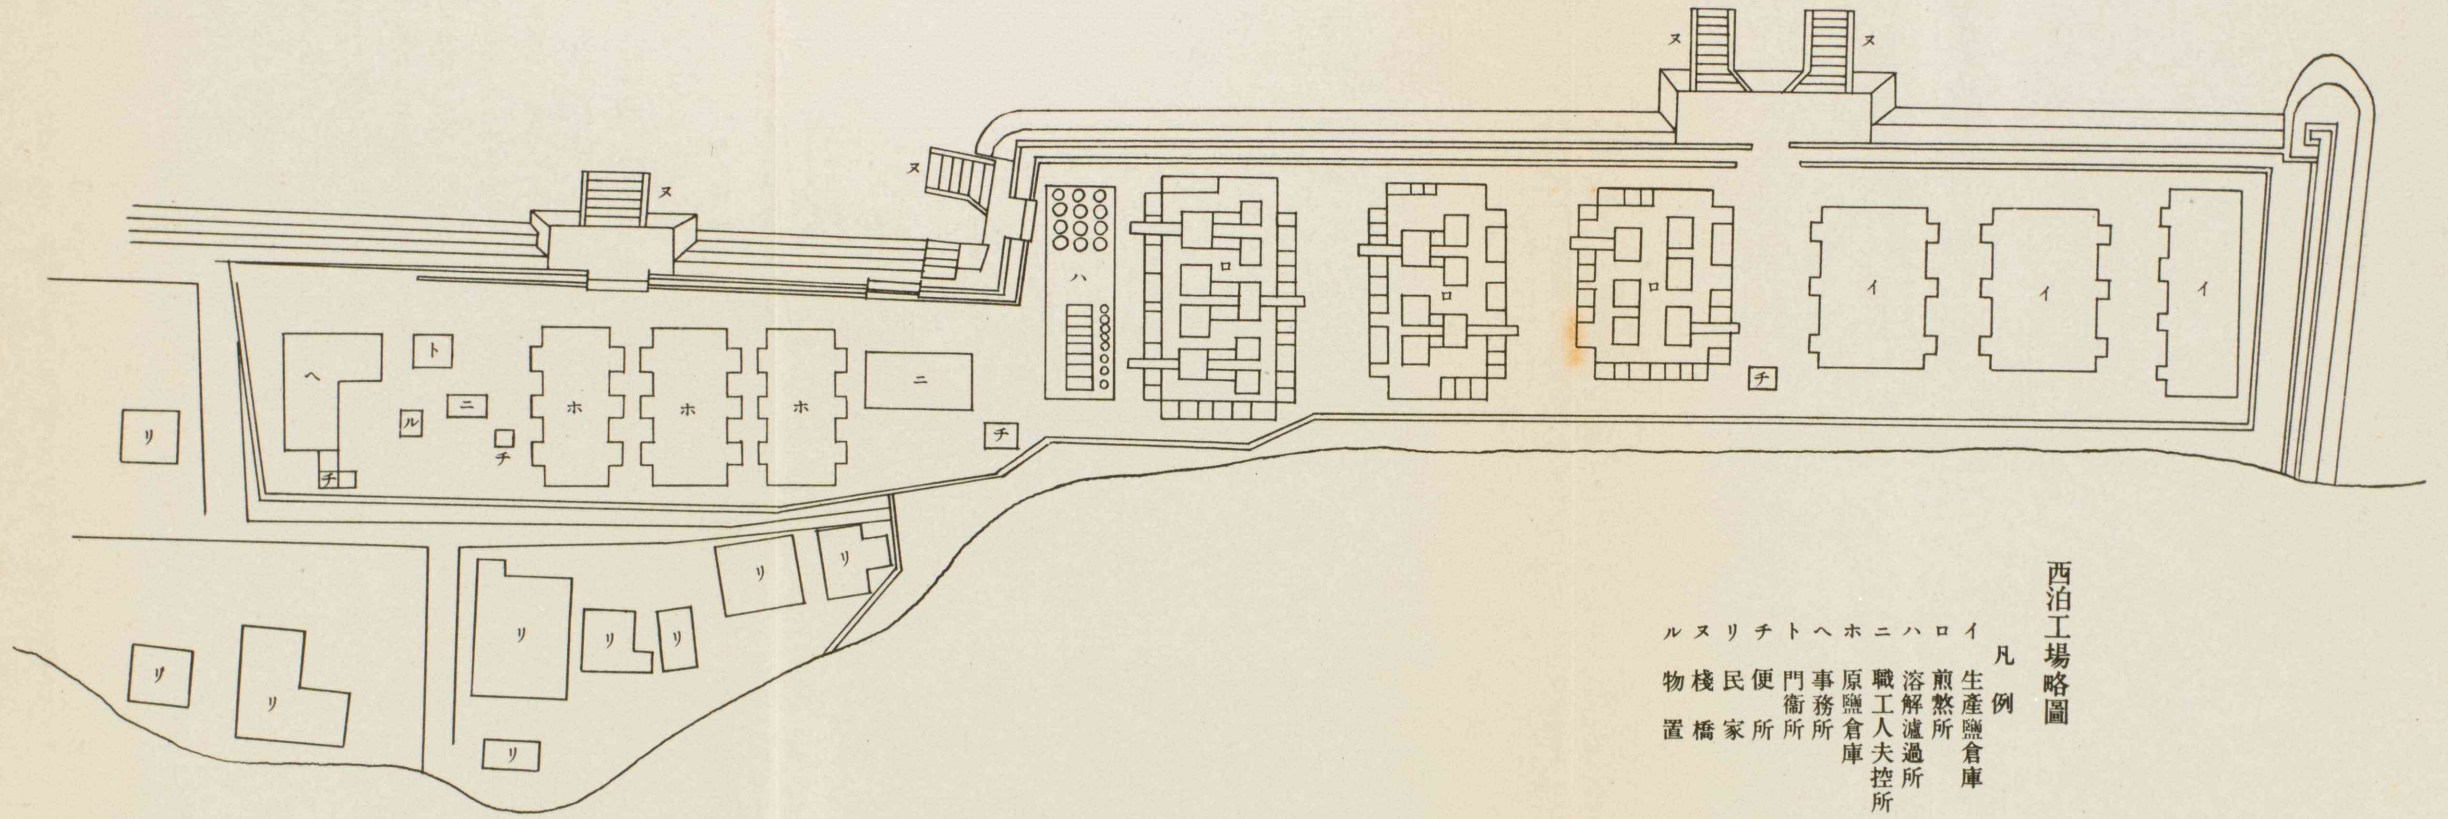 西泊工場略圖
凡例
イ 生產鹽倉庫
ロ 煎熬所
ハ 溶解濾過所
ニ 職工人夫控所
ホ 原鹽倉庫
ヘ 事務所
ト 門衞所
チ 便所
リ 民家
ヌ 棧橋
ル 物置
ヌ
ヌ
ヌ
ヌ
イ
イ
イ
チ
ロ
ロ
ロ
ハ
チ
ニ
ホ
ホ
ホ
チ
ニ
ル
ト
ヘ
チ
リ
リ
リ
リ
リ
リ
リ
リ
リ